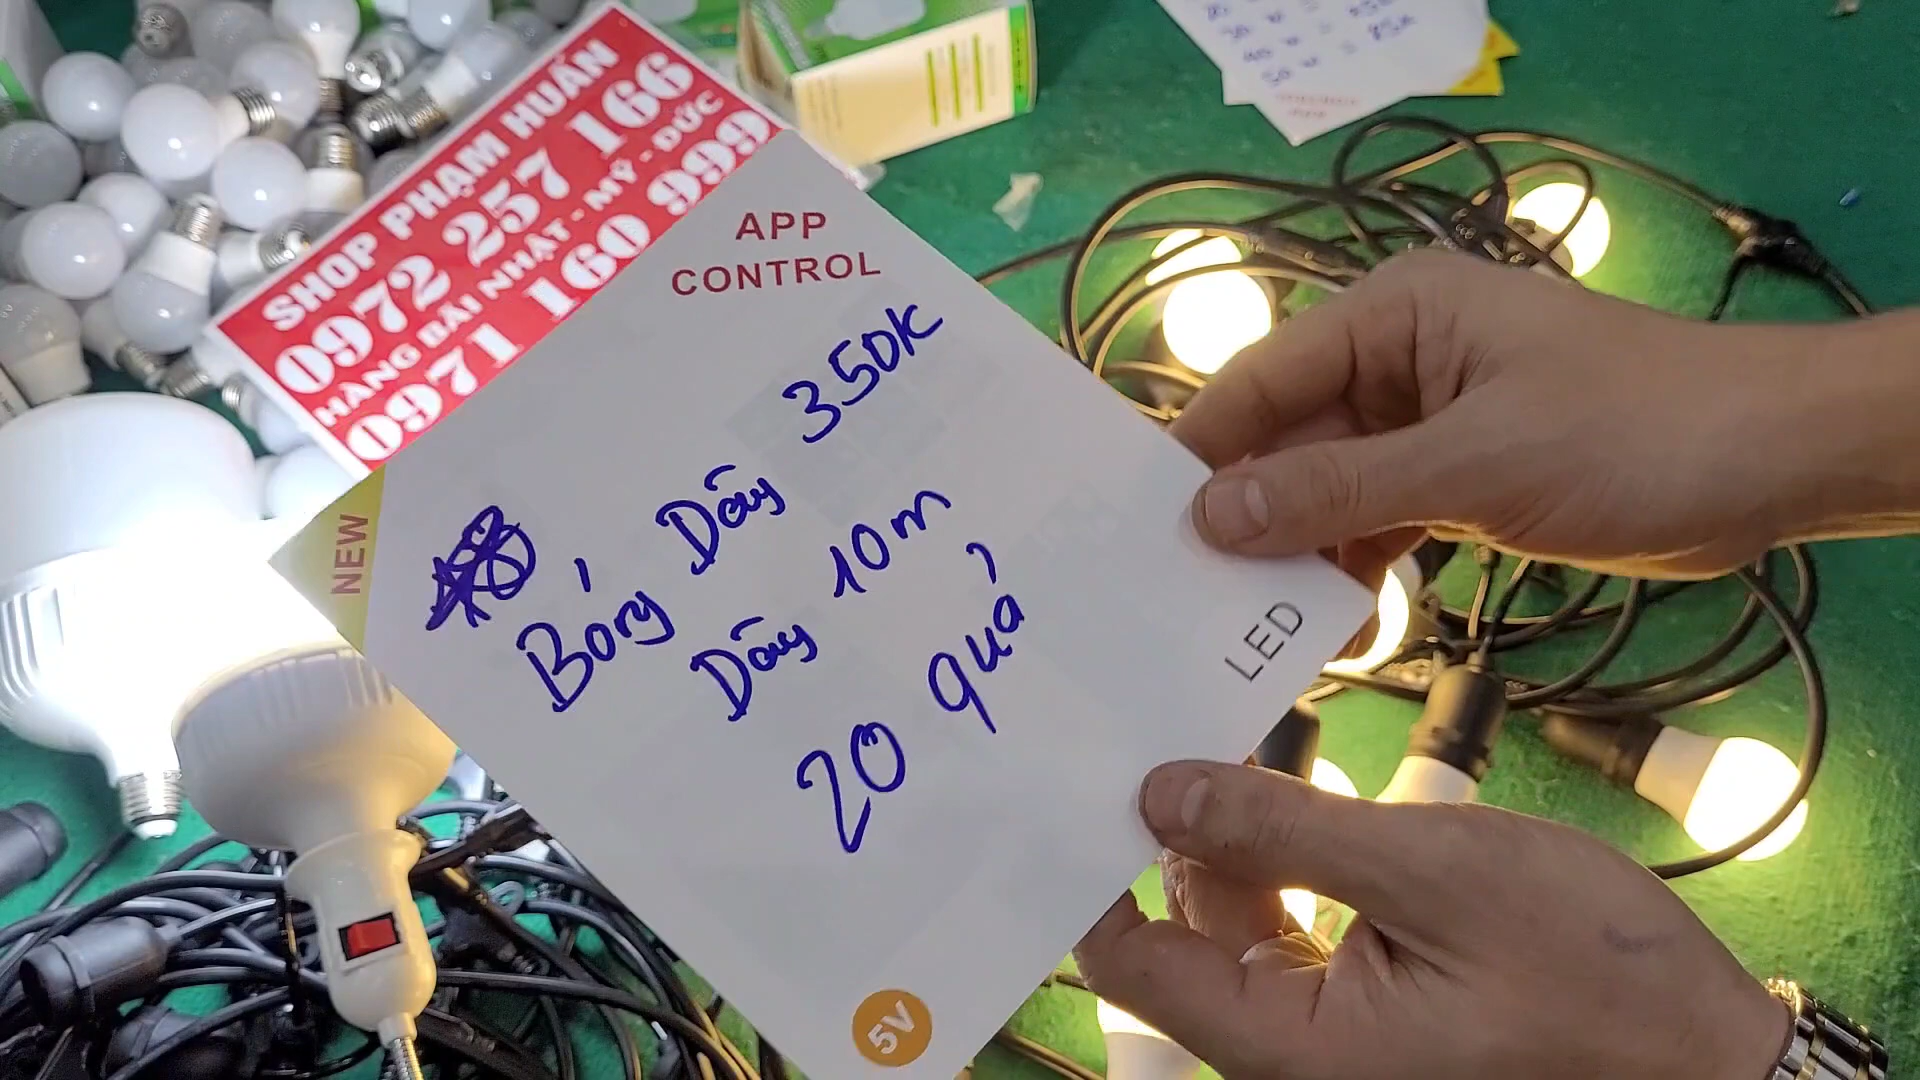 SHOP PHẠM HUẤN
0972 257 166
HÀNG BÃI NHẬT - MỸ - ĐỨC
0971 160 999
APP
CONTROL
NEW
Bóng Dây 350K
Dây 10m
20 quả
LED
5V